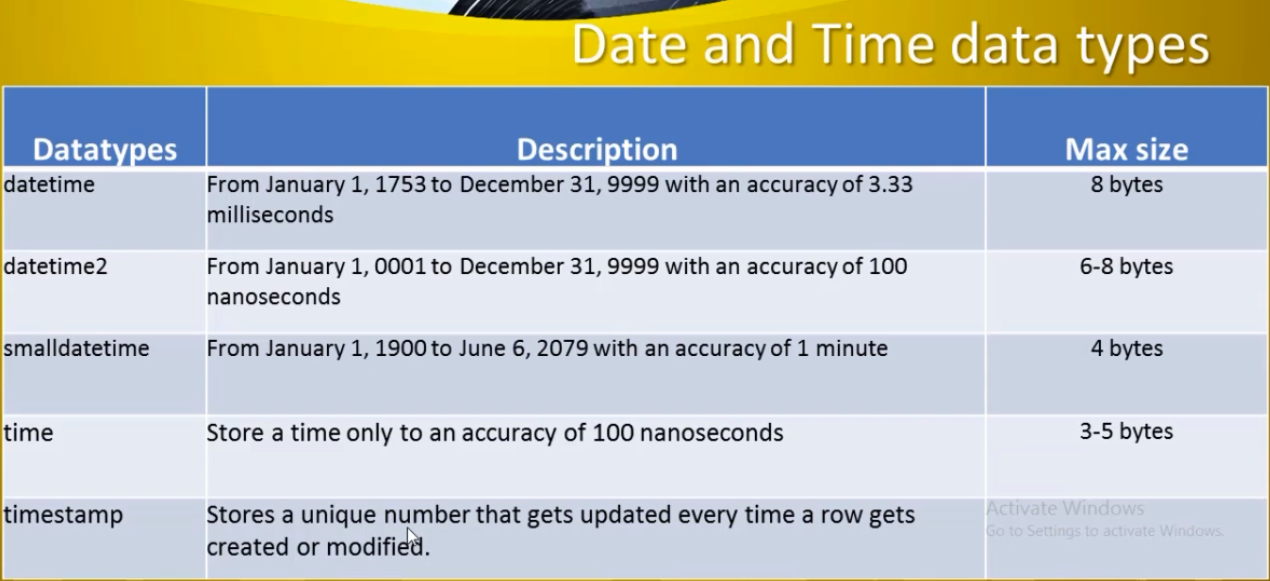 Date and Time data types
Datatypes Description Max size
datetime From January 1, 1753 to December 31, 9999 with an accuracy of 3.33 8 bytes
milliseconds
datetime2 From January 1, 0001 to December 31, 9999 with an accuracy of 100 6-8 bytes
nanoseconds
smalldatetime From January 1, 1900 to June 6, 2079 with an accuracy of 1 minute 4 bytes
time Store a time only to an accuracy of 100 nanoseconds 3-5 bytes
timestamp Stores a unique number that gets updated every time a row gets
created or modified.
Activate Windows
Go to Settings to activate Windows.